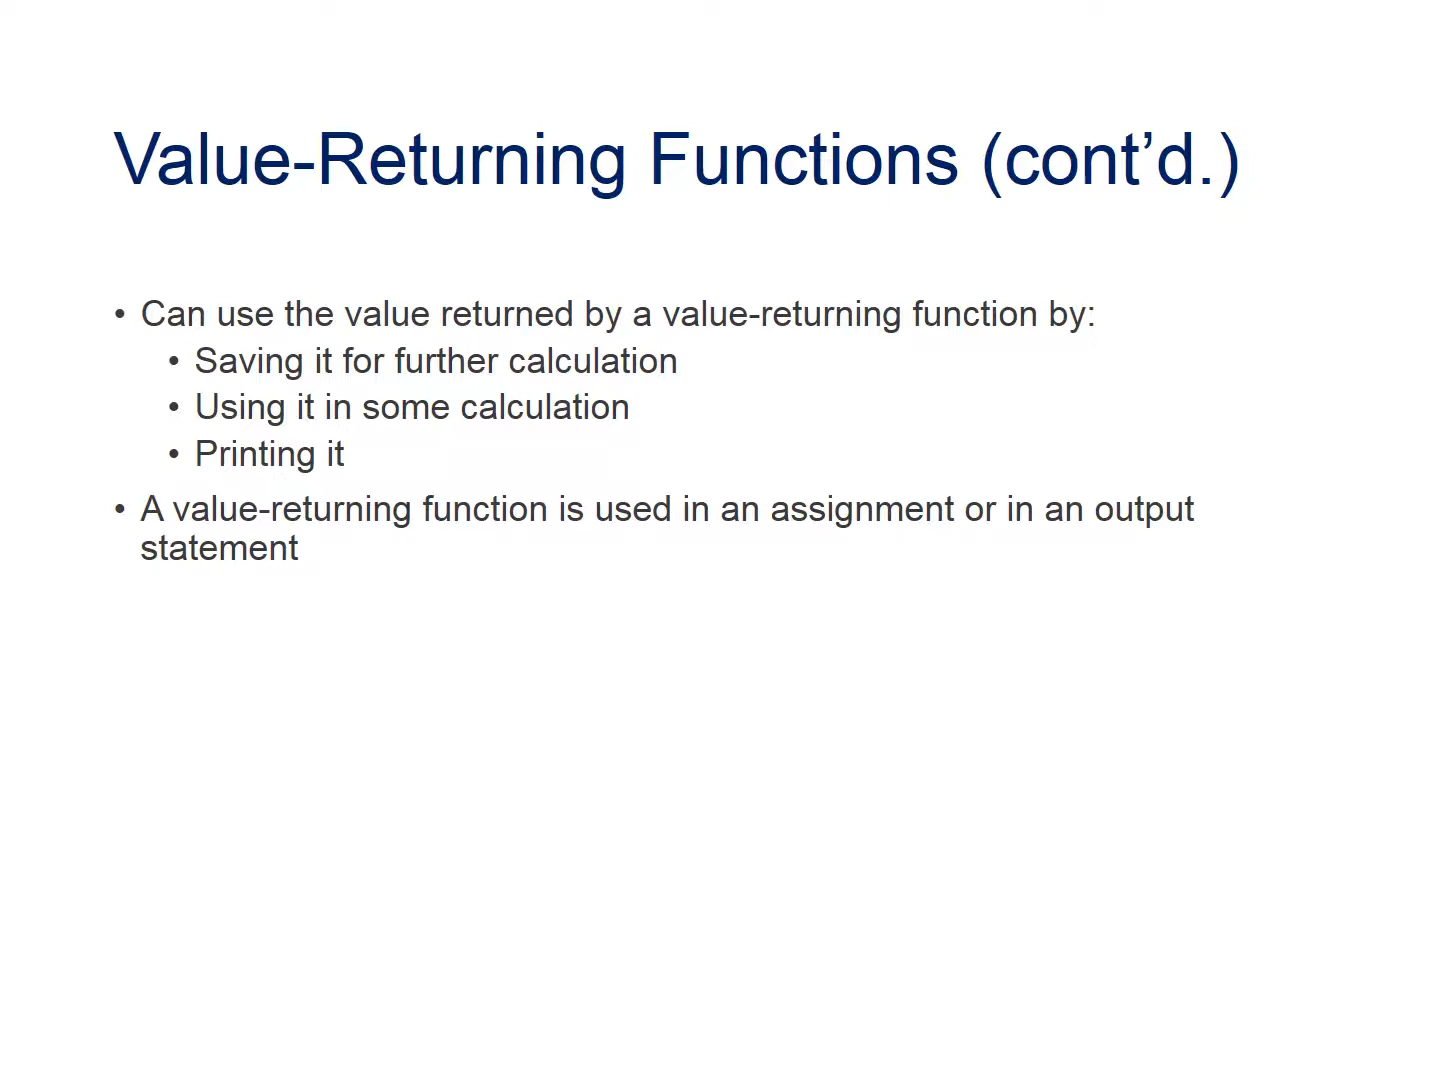 Value-Returning Functions (cont’d.)
• Can use the value returned by a value-returning function by:
• Saving it for further calculation
• Using it in some calculation
• Printing it
• A value-returning function is used in an assignment or in an output
statement